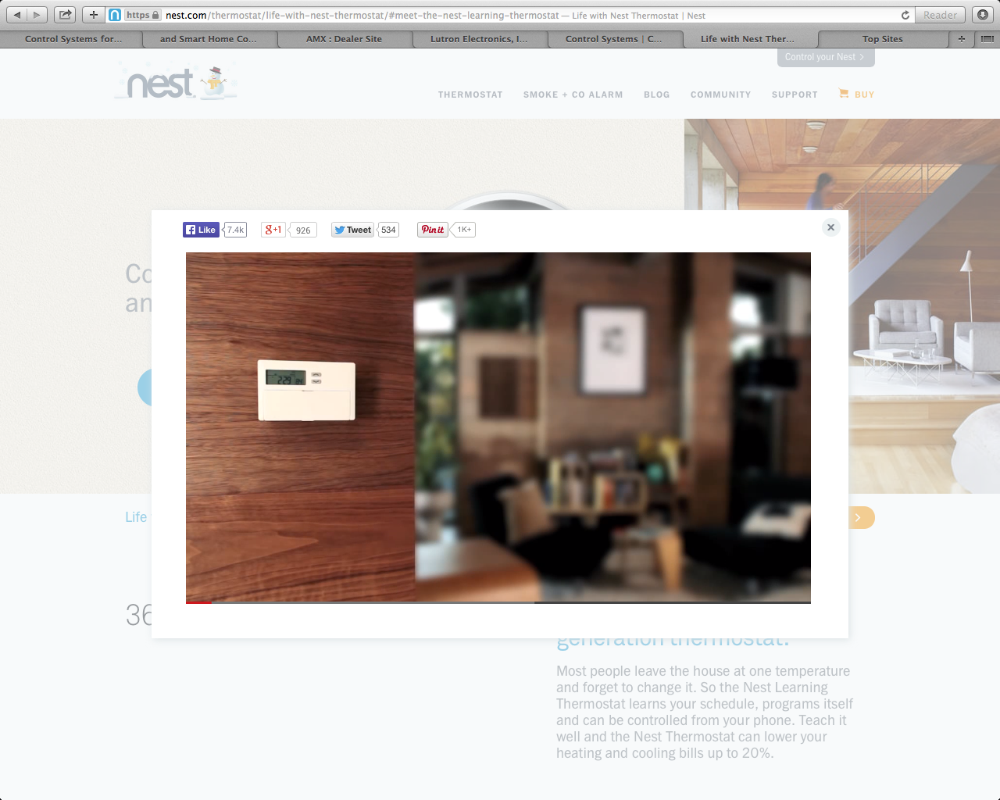 https nest.com/thermostat/life-with-nest-thermostat/#meet-the-nest-learning-thermostat — Life with Nest Thermostat | Nest
Reader
Control Systems for...
and Smart Home Co...
AMX : Dealer Site
Lutron Electronics, I...
Control Systems | C...
Life with Nest Ther...
Top Sites
Control your Nest
nest
THERMOSTAT
SMOKE + CO ALARM
BLOG
COMMUNITY
SUPPORT
BUY
Like 7.4k
g+1 926
Tweet 534
Pin it 1K+
Co
an
Life
36
generation thermostat.
Most people leave the house at one temperature
and forget to change it. So the Nest Learning
Thermostat learns your schedule, programs itself
and can be controlled from your phone. Teach it
well and the Nest Thermostat can lower your
heating and cooling bills up to 20%.